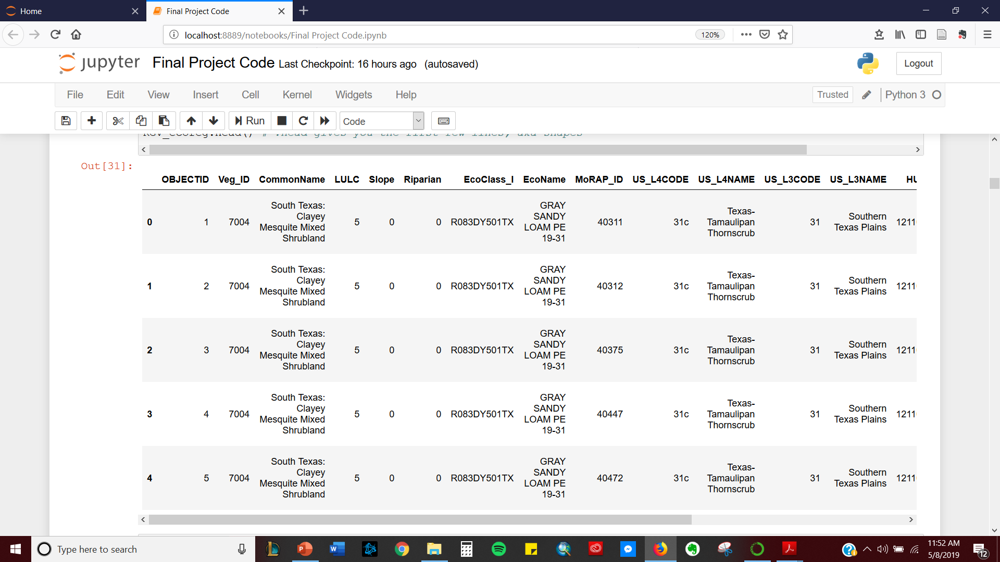 Home
Final Project Code
localhost:8889/notebooks/Final Project Code.ipynb
120%
jupyter
Final Project Code Last Checkpoint: 16 hours ago (autosaved)
Logout
File Edit View Insert Cell Kernel Widgets Help
Trusted
Python 3
Run
Code
.head() # .head gives you the first few lines, aka shapes
Out[31]:
OBJECTID Veg_ID CommonName LULC Slope Riparian EcoClass_I EcoName MoRAP_ID US_L4CODE US_L4NAME US_L3CODE US_L3NAME HU
South Texas: GRAY
Clayey SANDY Texas- Southern
0 1 7004 Mesquite Mixed 5 0 0 R083DY501TX LOAM PE 40311 31c Tamaulipan 31 Texas Plains 1211
Shrubland 19-31 Thornscrub
South Texas: GRAY
Clayey SANDY Texas- Southern
1 2 7004 Mesquite Mixed 5 0 0 R083DY501TX LOAM PE 40312 31c Tamaulipan 31 Texas Plains 1211
Shrubland 19-31 Thornscrub
South Texas: GRAY
Clayey SANDY Texas- Southern
2 3 7004 Mesquite Mixed 5 0 0 R083DY501TX LOAM PE 40375 31c Tamaulipan 31 Texas Plains 1211
Shrubland 19-31 Thornscrub
South Texas: GRAY
Clayey SANDY Texas- Southern
3 4 7004 Mesquite Mixed 5 0 0 R083DY501TX LOAM PE 40447 31c Tamaulipan 31 Texas Plains 1211
Shrubland 19-31 Thornscrub
South Texas: GRAY
Clayey SANDY Texas- Southern
4 5 7004 Mesquite Mixed 5 0 0 R083DY501TX LOAM PE 40472 31c Tamaulipan 31 Texas Plains 1211
Shrubland 19-31 Thornscrub
Type here to search
11:52 AM
5/8/2019
12